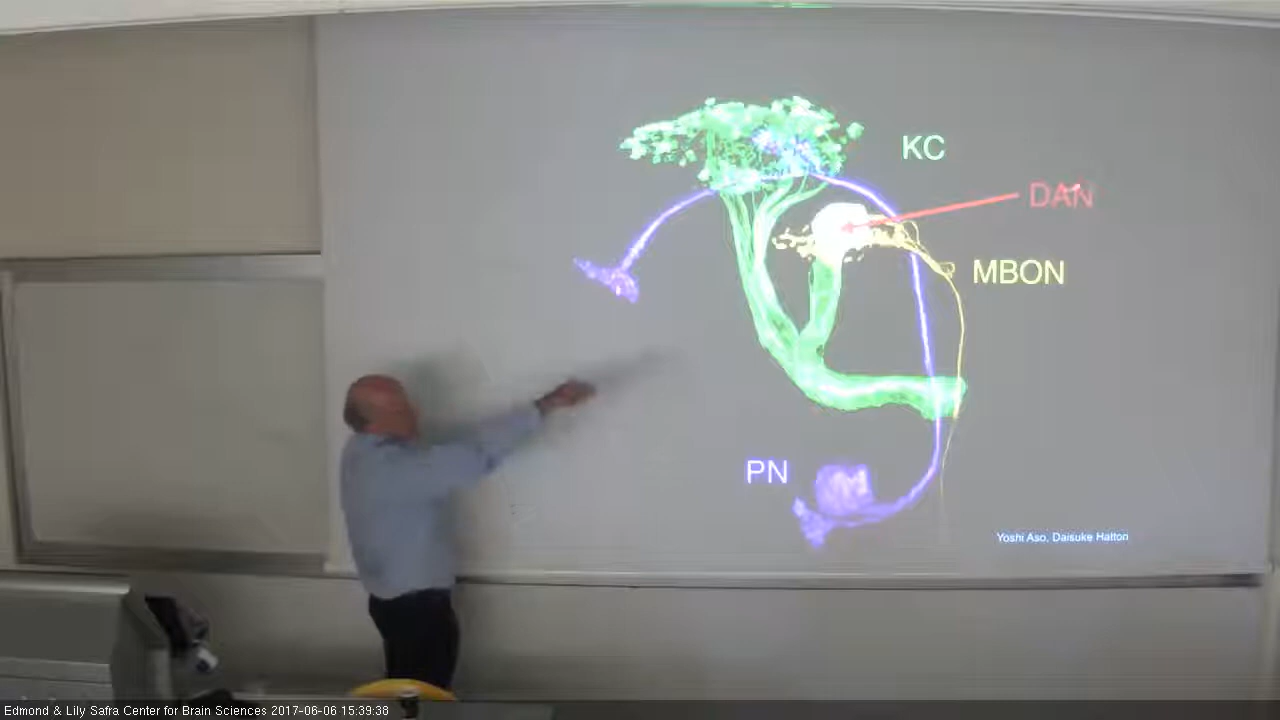 KC
DAN
MBON
PN
Yoshi Aso, Daisuke Hattori
Edmond & Lily Safra Center for Brain Sciences 2017-06-06 15:39:38